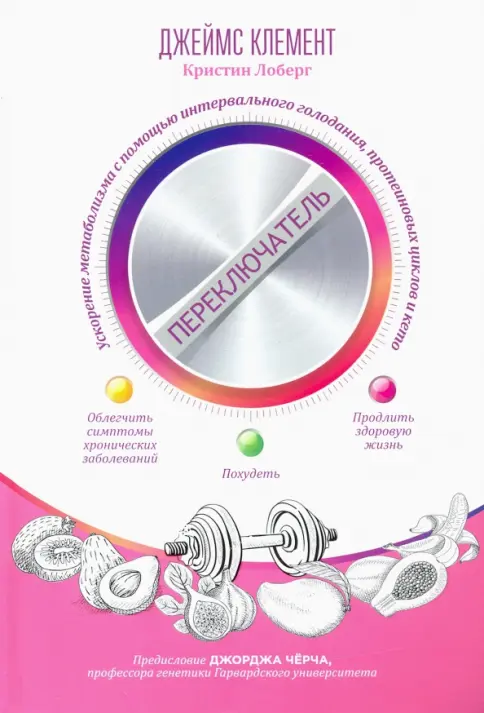 ДЖЕЙМС КЛЕМЕНТ
Кристин Лоберг
Ускорение метаболизма с помощью интервального голодания, протеиновых циклов и кето
ПЕРЕКЛЮЧАТЕЛЬ
Облегчить
симптомы
хронических
заболеваний
Похудеть
Продлить
здоровую
жизнь
Предисловие ДЖОРДЖА ЧЁРЧА,
профессора генетики Гарвардского университета